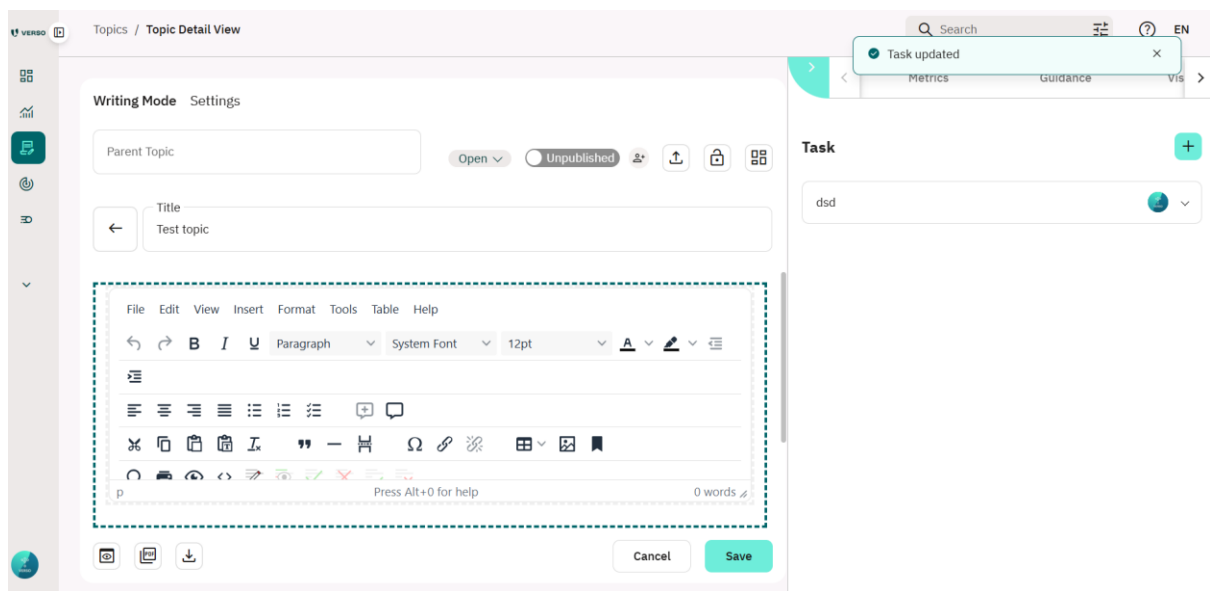 VERSO
Topics / Topic Detail View
Search
EN
Task updated
Metrics
Guidance
Vis
Writing Mode Settings
Parent Topic
Open
Unpublished
Task
dsd
Title
Test topic
File Edit View Insert Format Tools Table Help
B I U Paragraph System Font 12pt A
p Press Alt+0 for help 0 words
PDF
Cancel Save